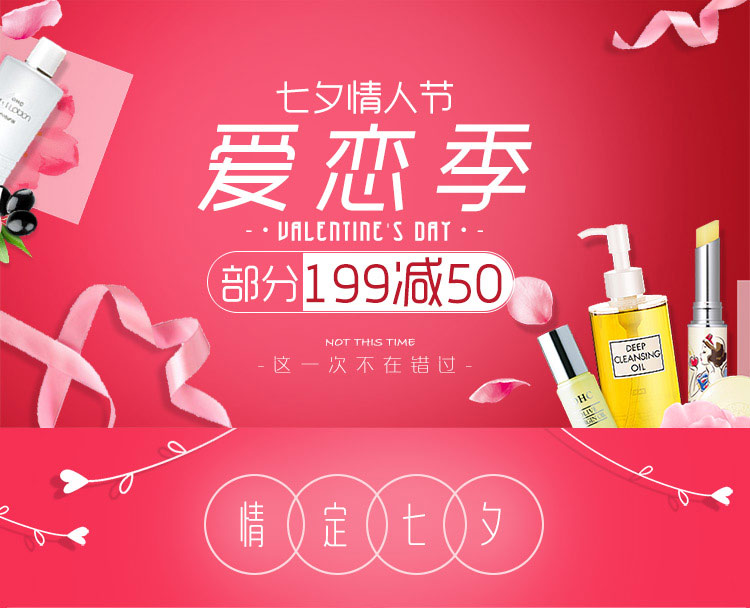 七夕情人节
爱恋季
- · VALENTINE'S DAY · -
部分199减50
NOT THIS TIME
- 这一次不在错过 -
DEEP
CLEANSING
OIL
DHC
情定七夕